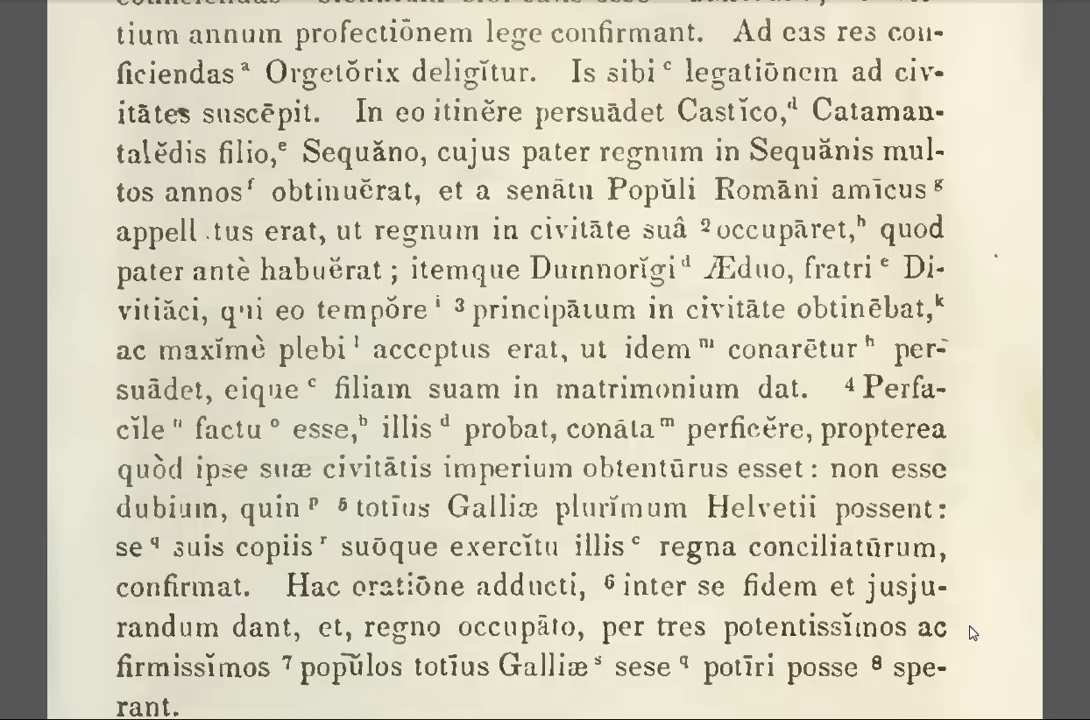 tium annum profectiōnem lege confirmant. Ad eas res con-
ficiendas ᵃ Orgetŏrix deligĭtur. Is sibi ᶜ legatiōnem ad civ-
itātes suscēpit. In eo itinĕre persuādet Castĭco,ᵈ Cataman-
talĕdis filio,ᵉ Sequăno, cujus pater regnum in Sequănis mul-
tos annos ᶠ obtinuĕrat, et a senātu Popŭli Romāni amīcus ᵍ
appell tus erat, ut regnum in civitāte suâ ² occupāret,ʰ quod
pater antè habuĕrat ; itemque Dumnorĭgi ᵈ Æduo, fratri ᵉ Di-
vitiăci, qui eo tempŏre ⁱ ³ principātum in civitāte obtinēbat,ᵏ
ac maxĭmè plebi ˡ acceptus erat, ut idem ᵐ conarētur ʰ per-
suādet, eique ᶜ filiam suam in matrimonium dat. ⁴ Perfa-
cĭle ⁿ factu ᵒ esse,ᵇ illis ᵈ probat, conāta ᵐ perficĕre, propterea
quòd ipse suæ civitātis imperium obtentūrus esset : non esse
dubium, quin ᵖ ⁵ totīus Galliæ plurĭmum Helvetii possent :
se ᑫ suis copiis ʳ suōque exercĭtu illis ᶜ regna conciliatūrum,
confirmat. Hac oratiōne adducti, ⁶ inter se fidem et jusju-
randum dant, et, regno occupāto, per tres potentissĭmos ac
firmissĭmos ⁷ popŭlos totīus Galliæ ˢ sese ᑫ potīri posse ⁸ spe-
rant.